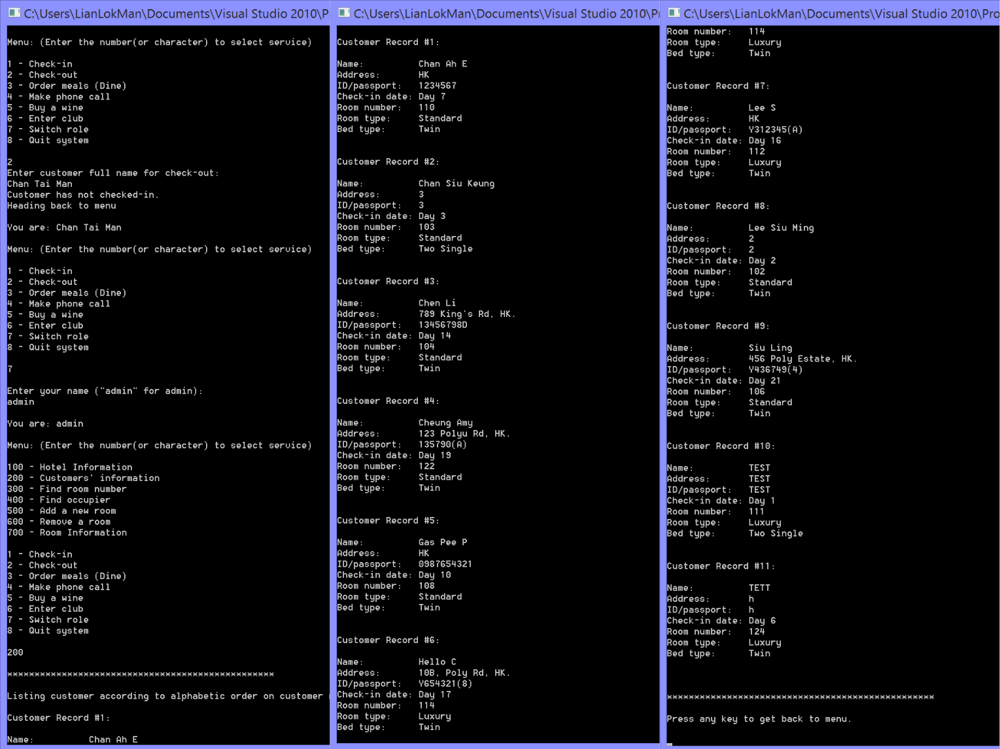 C:\Users\LianLokMan\Documents\Visual Studio 2010\P
Menu: (Enter the number(or character) to select service)
1 - Check-in
2 - Check-out
3 - Order meals (Dine)
4 - Make phone call
5 - Buy a wine
6 - Enter club
7 - Switch role
8 - Quit system
2
Enter customer full name for check-out:
Chan Tai Man
Customer has not checked-in.
Heading back to menu
You are: Chan Tai Man
Menu: (Enter the number(or character) to select service)
1 - Check-in
2 - Check-out
3 - Order meals (Dine)
4 - Make phone call
5 - Buy a wine
6 - Enter club
7 - Switch role
8 - Quit system
7
Enter your name ("admin" for admin):
admin
You are: admin
Menu: (Enter the number(or character) to select service)
100 - Hotel Information
200 - Customers' information
300 - Find room number
400 - Find occupier
500 - Add a new room
600 - Remove a room
700 - Room Information
1 - Check-in
2 - Check-out
3 - Order meals (Dine)
4 - Make phone call
5 - Buy a wine
6 - Enter club
7 - Switch role
8 - Quit system
200
*************************************************
Listing customer according to alphabetic order on customer
Customer Record #1:
Name: Chan Ah E
C:\Users\LianLokMan\Documents\Visual Studio 2010\Pr
Customer Record #1:
Name: Chan Ah E
Address: HK
ID/passport: 1234567
Check-in date: Day 7
Room number: 110
Room type: Standard
Bed type: Twin
Customer Record #2:
Name: Chan Siu Keung
Address: 3
ID/passport: 3
Check-in date: Day 3
Room number: 103
Room type: Standard
Bed type: Two Single
Customer Record #3:
Name: Chen Li
Address: 789 King's Rd, HK.
ID/passport: 13456798D
Check-in date: Day 14
Room number: 104
Room type: Standard
Bed type: Twin
Customer Record #4:
Name: Cheung Amy
Address: 123 Polyu Rd, HK.
ID/passport: 135790(A)
Check-in date: Day 19
Room number: 122
Room type: Standard
Bed type: Twin
Customer Record #5:
Name: Gas Pee P
Address: HK
ID/passport: 0987654321
Check-in date: Day 10
Room number: 108
Room type: Standard
Bed type: Twin
Customer Record #6:
Name: Hello C
Address: 10B, Poly Rd, HK.
ID/passport: Y654321(8)
Check-in date: Day 17
Room number: 114
Room type: Luxury
Bed type: Twin
C:\Users\LianLokMan\Documents\Visual Studio 2010\Pro
Room number: 114
Room type: Luxury
Bed type: Twin
Customer Record #7:
Name: Lee S
Address: HK
ID/passport: Y312345(A)
Check-in date: Day 16
Room number: 112
Room type: Luxury
Bed type: Twin
Customer Record #8:
Name: Lee Siu Ming
Address: 2
ID/passport: 2
Check-in date: Day 2
Room number: 102
Room type: Standard
Bed type: Twin
Customer Record #9:
Name: Siu Ling
Address: 456 Poly Estate, HK.
ID/passport: Y436749(4)
Check-in date: Day 21
Room number: 106
Room type: Standard
Bed type: Twin
Customer Record #10:
Name: TEST
Address: TEST
ID/passport: TEST
Check-in date: Day 1
Room number: 111
Room type: Luxury
Bed type: Two Single
Customer Record #11:
Name: TETT
Address: h
ID/passport: h
Check-in date: Day 6
Room number: 124
Room type: Luxury
Bed type: Twin
*************************************************
Press any key to get back to menu.